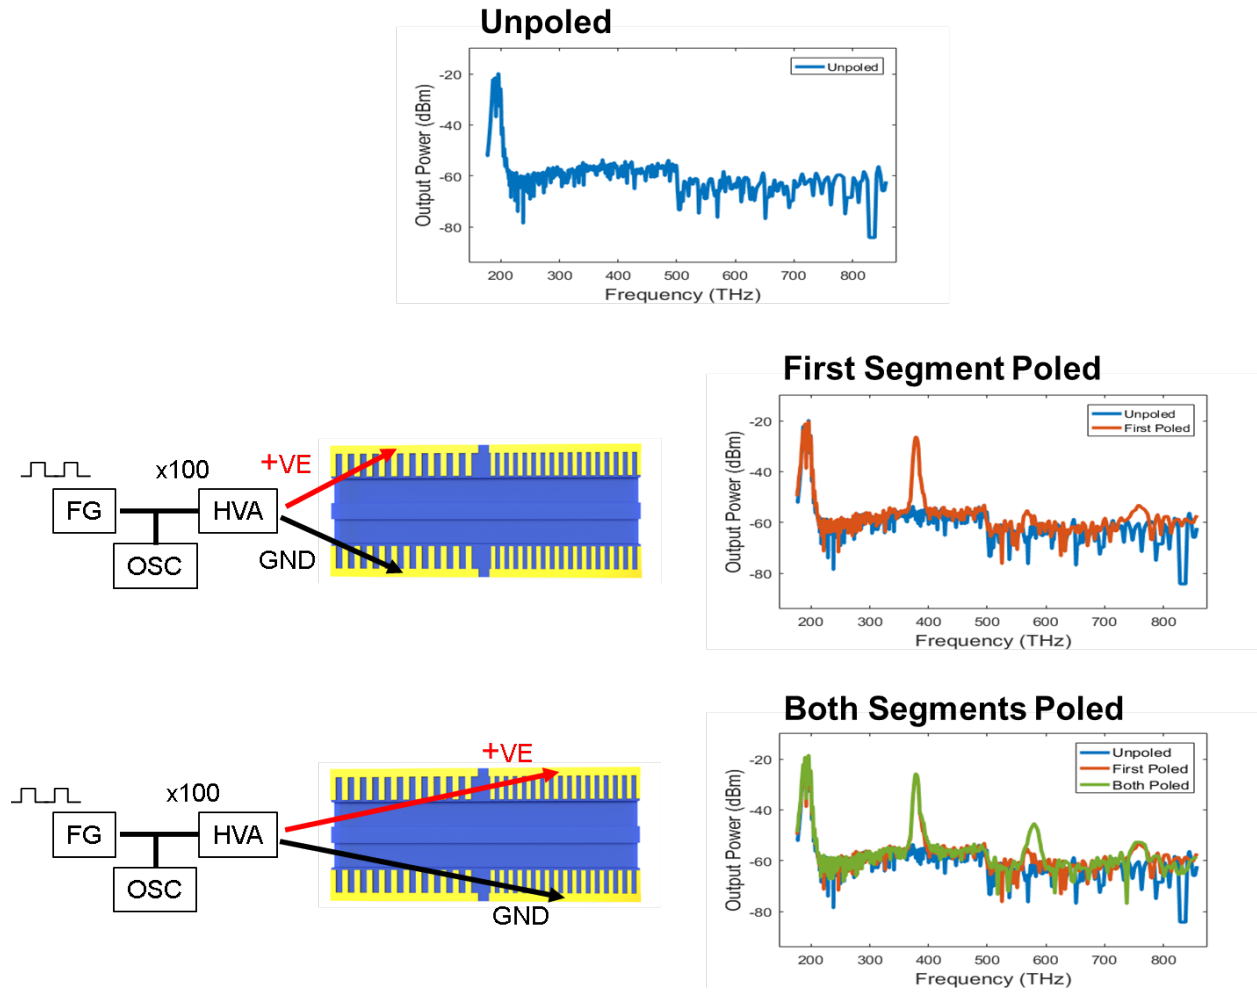 Unpoled
Unpoled
-20
-40
-60
-80
Output Power (dBm)
200 300 400 500 600 700 800
Frequency (THz)
First Segment Poled
Unpoled
First Poled
-20
-40
-60
-80
Output Power (dBm)
200 300 400 500 600 700 800
Frequency (THz)
x100
+VE
FG
HVA
OSC
GND
Both Segments Poled
Unpoled
First Poled
Both Poled
-20
-40
-60
-80
Output Power (dBm)
200 300 400 500 600 700 800
Frequency (THz)
+VE
x100
FG
HVA
OSC
GND